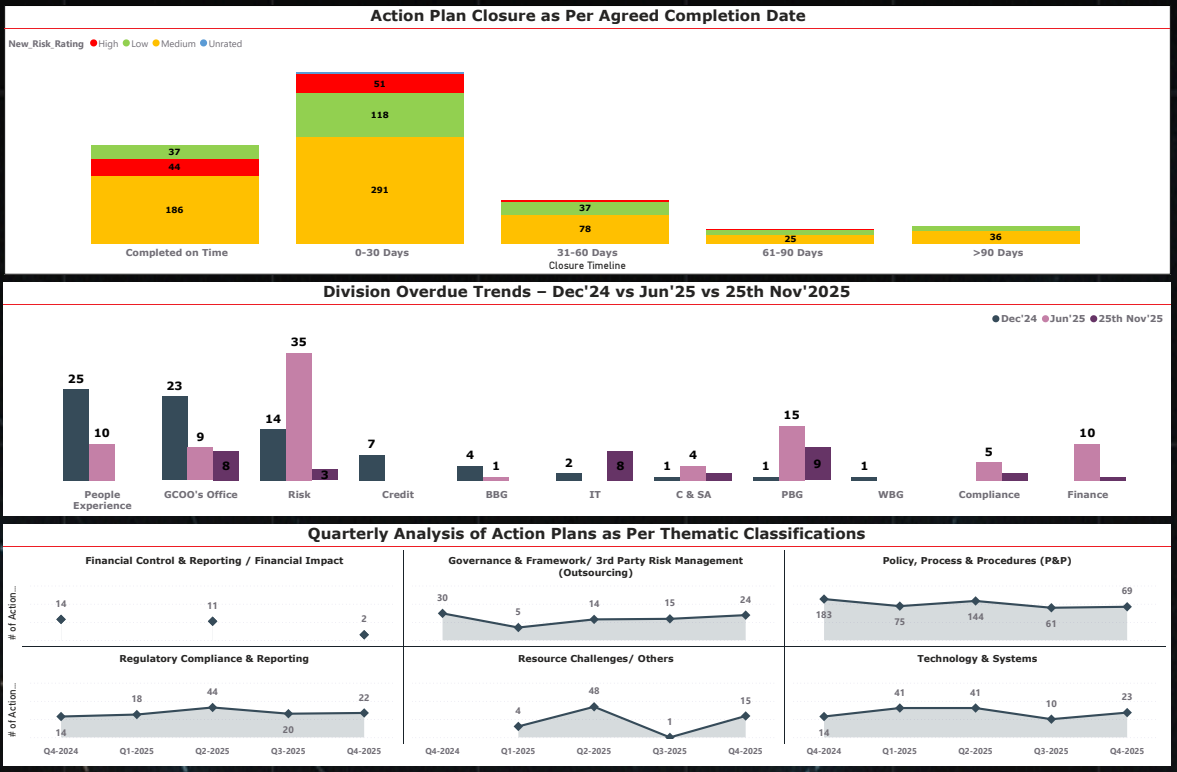 Action Plan Closure as Per Agreed Completion Date
New_Risk_Rating High Low Medium Unrated
51
118
37
44
291
186
37
78
25
36
Completed on Time 0-30 Days 31-60 Days 61-90 Days >90 Days
Closure Timeline
Division Overdue Trends – Dec'24 vs Jun'25 vs 25th Nov'2025
Dec'24 Jun'25 25th Nov'25
25 10
23 9 8
14 35 3
7
4 1
2 8
1 4
1 15 9
1
5
10
People Experience GCOO's Office Risk Credit BBG IT C & SA PBG WBG Compliance Finance
Quarterly Analysis of Action Plans as Per Thematic Classifications
Financial Control & Reporting / Financial Impact
# of Action...
14 11 2
Governance & Framework/ 3rd Party Risk Management
(Outsourcing)
30 5 14 15 24
Policy, Process & Procedures (P&P)
183 75 144 61 69
Regulatory Compliance & Reporting
# of Action...
14 18 44 20 22
Q4-2024 Q1-2025 Q2-2025 Q3-2025 Q4-2025
Resource Challenges/ Others
4 48 1 15
Q4-2024 Q1-2025 Q2-2025 Q3-2025 Q4-2025
Technology & Systems
14 41 41 10 23
Q4-2024 Q1-2025 Q2-2025 Q3-2025 Q4-2025